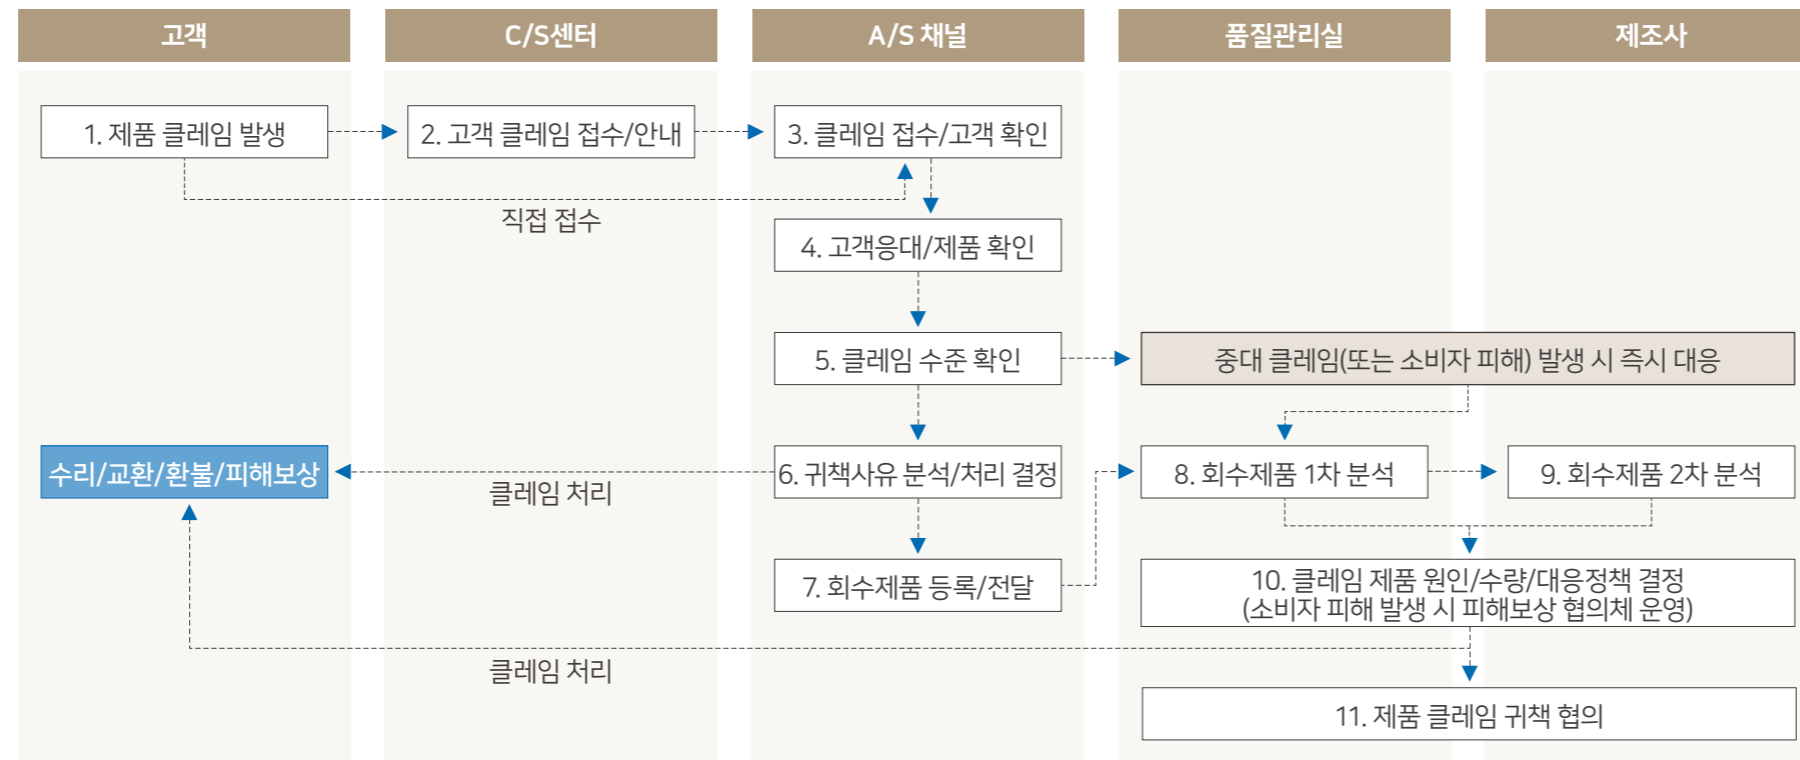 고객
C/S센터
A/S 채널
품질관리실
제조사
1. 제품 클레임 발생
2. 고객 클레임 접수/안내
3. 클레임 접수/고객 확인
직접 접수
4. 고객응대/제품 확인
5. 클레임 수준 확인
중대 클레임(또는 소비자 피해) 발생 시 즉시 대응
수리/교환/환불/피해보상
클레임 처리
6. 귀책사유 분석/처리 결정
8. 회수제품 1차 분석
9. 회수제품 2차 분석
7. 회수제품 등록/전달
10. 클레임 제품 원인/수량/대응정책 결정
(소비자 피해 발생 시 피해보상 협의체 운영)
클레임 처리
11. 제품 클레임 귀책 협의